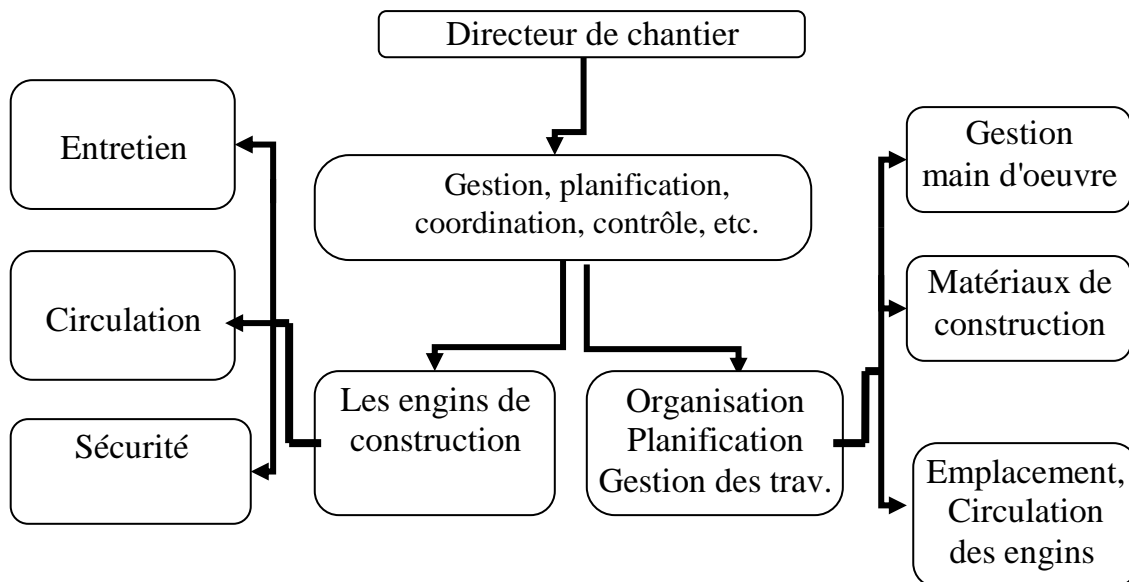 Directeur de chantier
Entretien
Gestion
main d'oeuvre
Gestion, planification,
coordination, contrôle, etc.
Circulation
Matériaux de
construction
Les engins de
construction
Organisation
Planification
Gestion des trav.
Sécurité
Emplacement,
Circulation
des engins